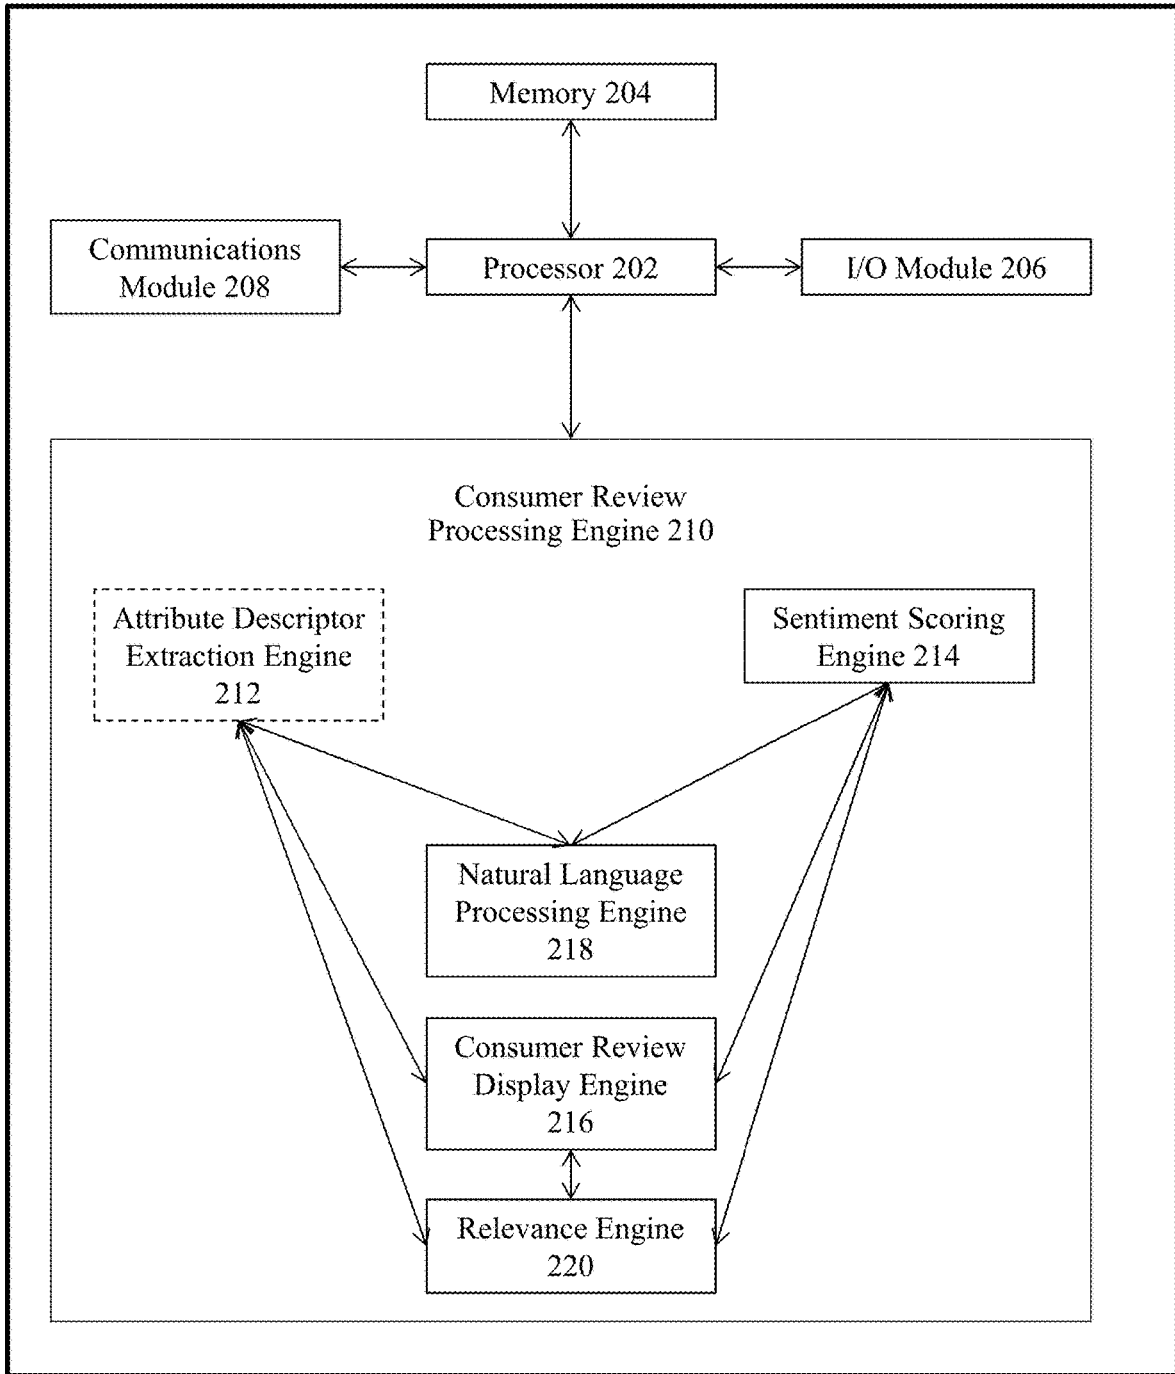 Memory 204
Communications
Module 208
Processor 202
I/O Module 206
Consumer Review
Processing Engine 210
Attribute Descriptor
Extraction Engine
212
Sentiment Scoring
Engine 214
Natural Language
Processing Engine
218
Consumer Review
Display Engine
216
Relevance Engine
220